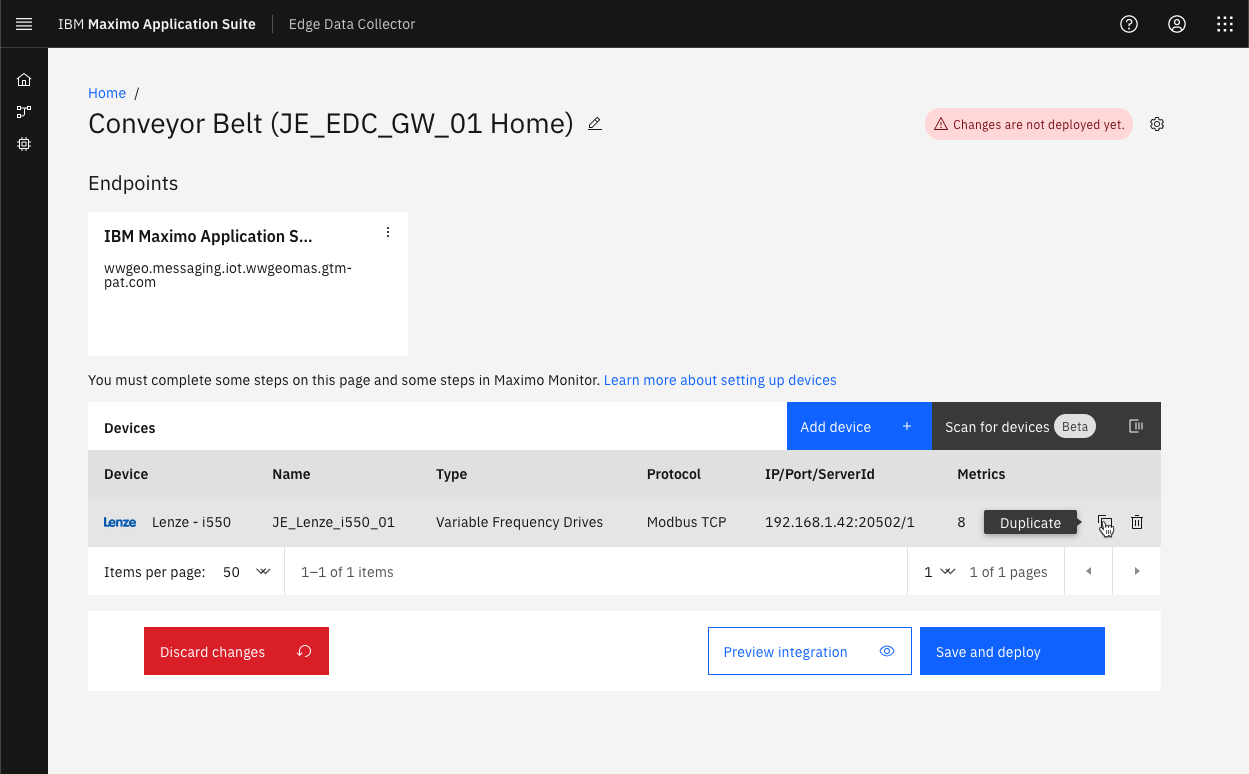 IBM Maximo Application Suite Edge Data Collector
Home /
Conveyor Belt (JE_EDC_GW_01 Home)
Changes are not deployed yet.
Endpoints
IBM Maximo Application S...
wwgeo.messaging.iot.wwgeomas.gtm-
pat.com
You must complete some steps on this page and some steps in Maximo Monitor. Learn more about setting up devices
Devices
Add device +
Scan for devices Beta
Device Name Type Protocol IP/Port/ServerId Metrics
Lenze Lenze - i550 JE_Lenze_i550_01 Variable Frequency Drives Modbus TCP 192.168.1.42:20502/1 8 Duplicate
Items per page: 50 1–1 of 1 items 1 1 of 1 pages
Discard changes Preview integration Save and deploy